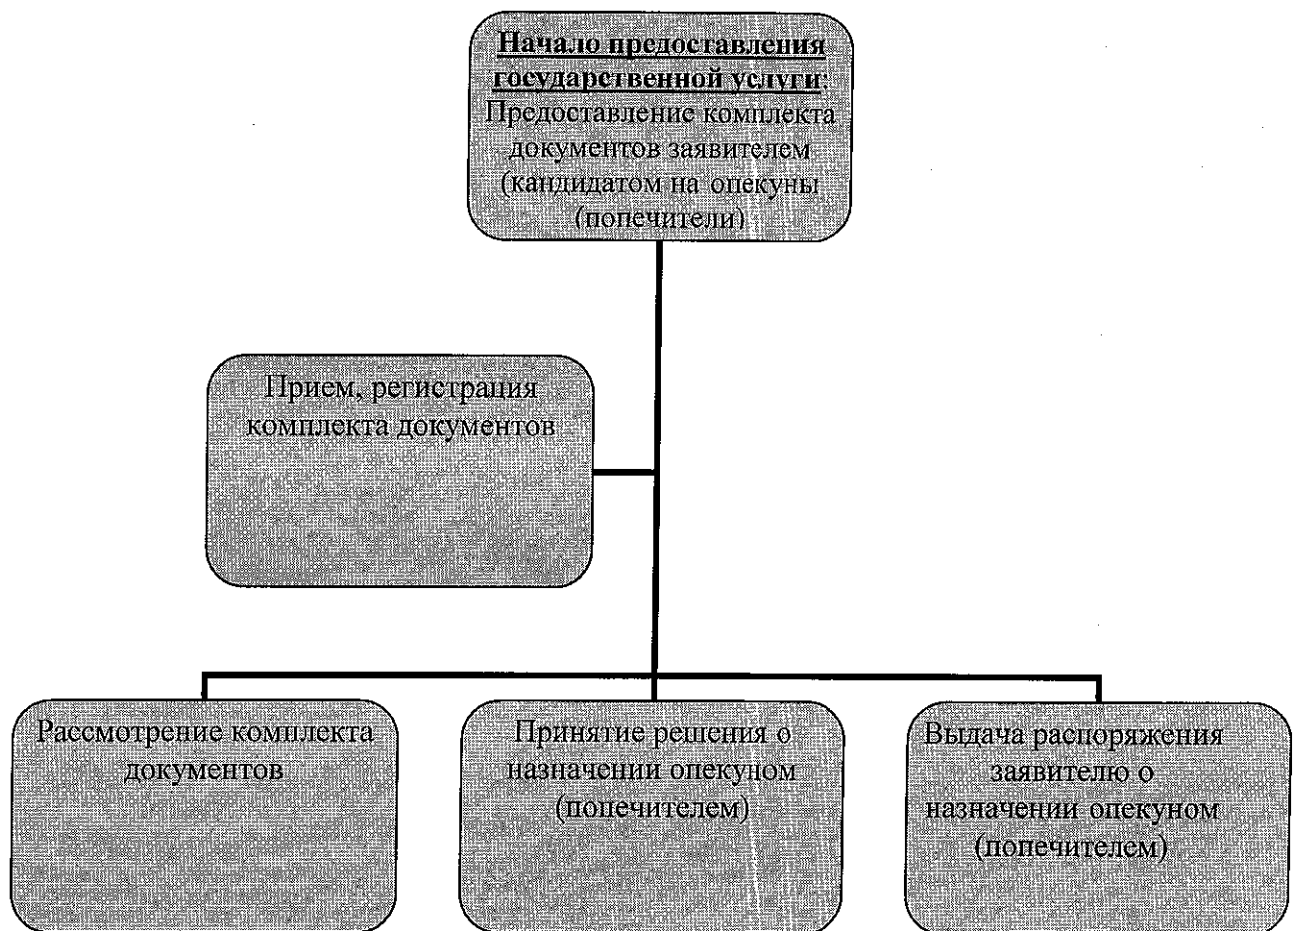 Начало предоставления
государственной услуги:
Предоставление комплекта
документов заявителем
(кандидатом на опекуны
(попечители)
Прием, регистрация
комплекта документов
Рассмотрение комплекта
документов
Принятие решения о
назначении опекуном
(попечителем)
Выдача распоряжения
заявителю о
назначении опекуном
(попечителем)